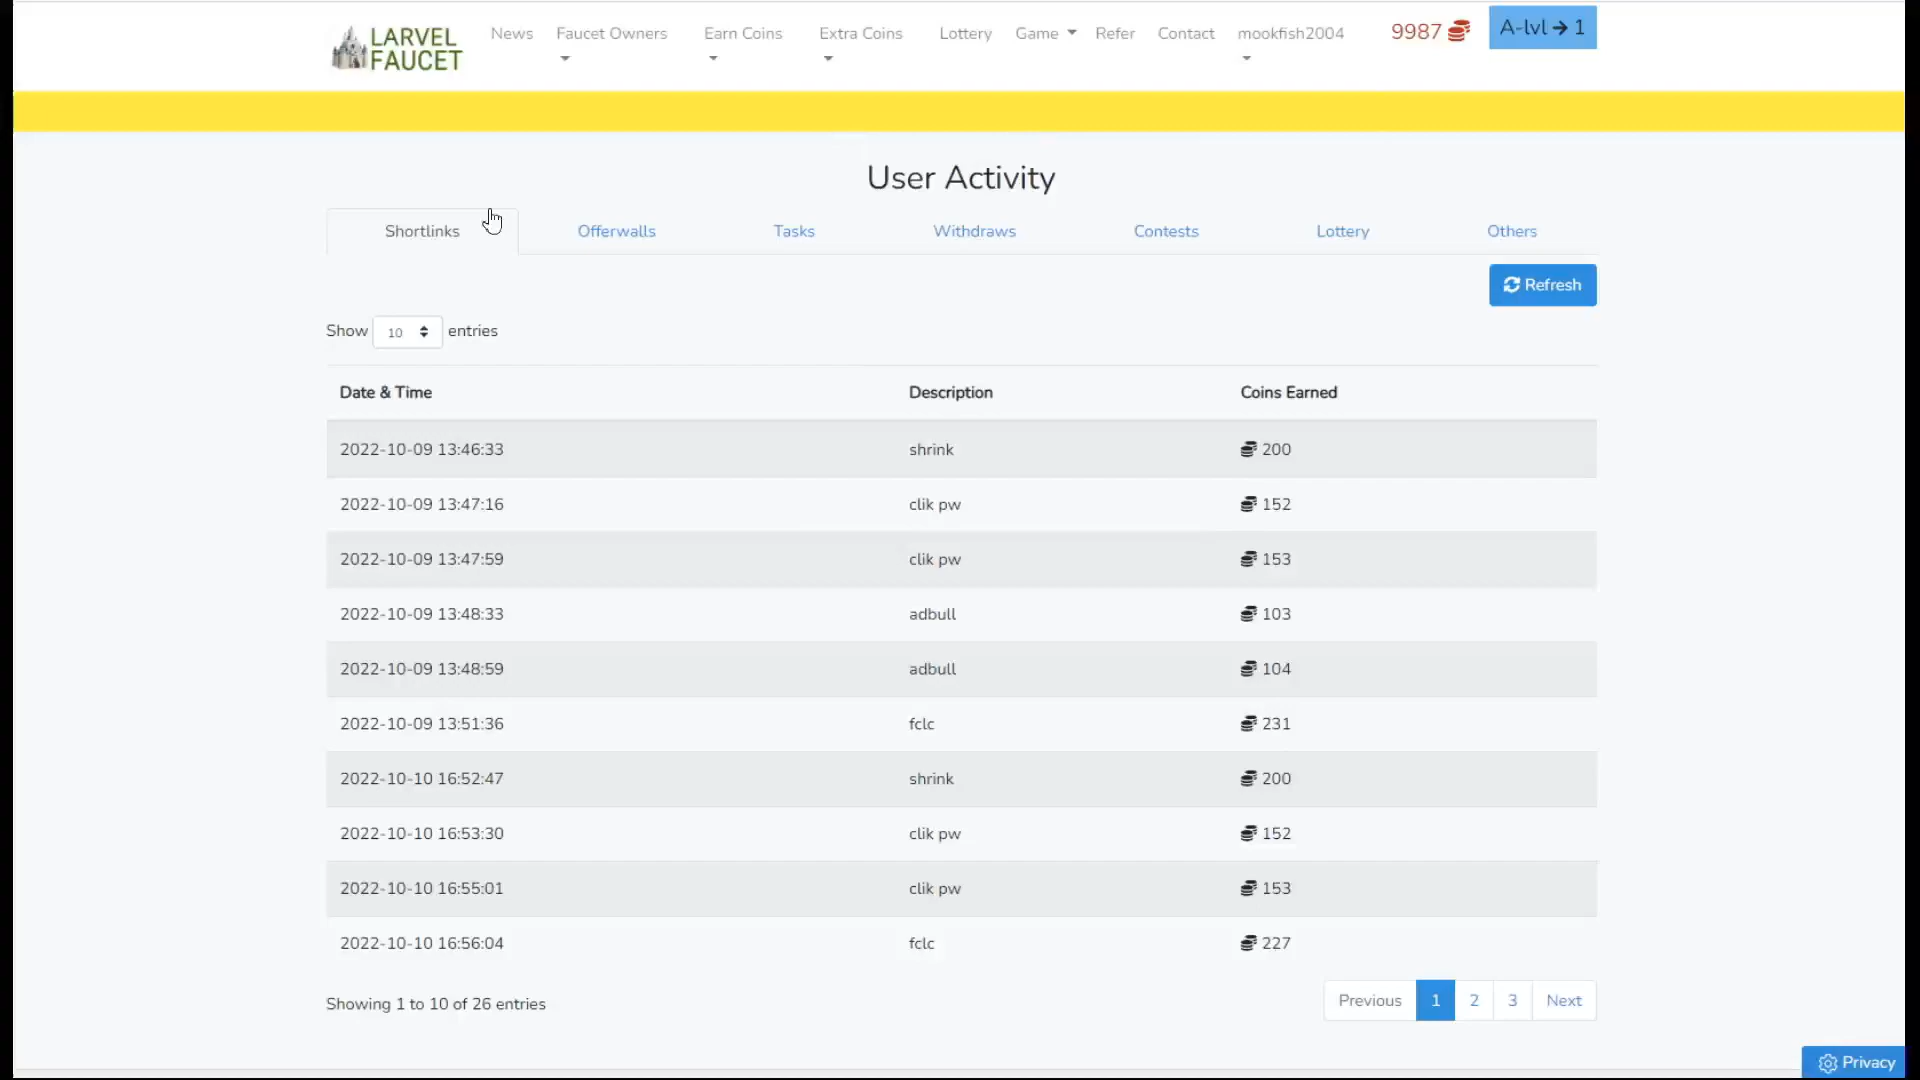 LARVEL FAUCET
News Faucet Owners Earn Coins Extra Coins Lottery Game Refer Contact mookfish2004 9987 A-lvl → 1
User Activity
Shortlinks Offerwalls Tasks Withdraws Contests Lottery Others
Refresh
Show 10 entries
Date & Time Description Coins Earned
2022-10-09 13:46:33 shrink 200
2022-10-09 13:47:16 clik pw 152
2022-10-09 13:47:59 clik pw 153
2022-10-09 13:48:33 adbull 103
2022-10-09 13:48:59 adbull 104
2022-10-09 13:51:36 fclc 231
2022-10-10 16:52:47 shrink 200
2022-10-10 16:53:30 clik pw 152
2022-10-10 16:55:01 clik pw 153
2022-10-10 16:56:04 fclc 227
Showing 1 to 10 of 26 entries Previous 1 2 3 Next
Privacy